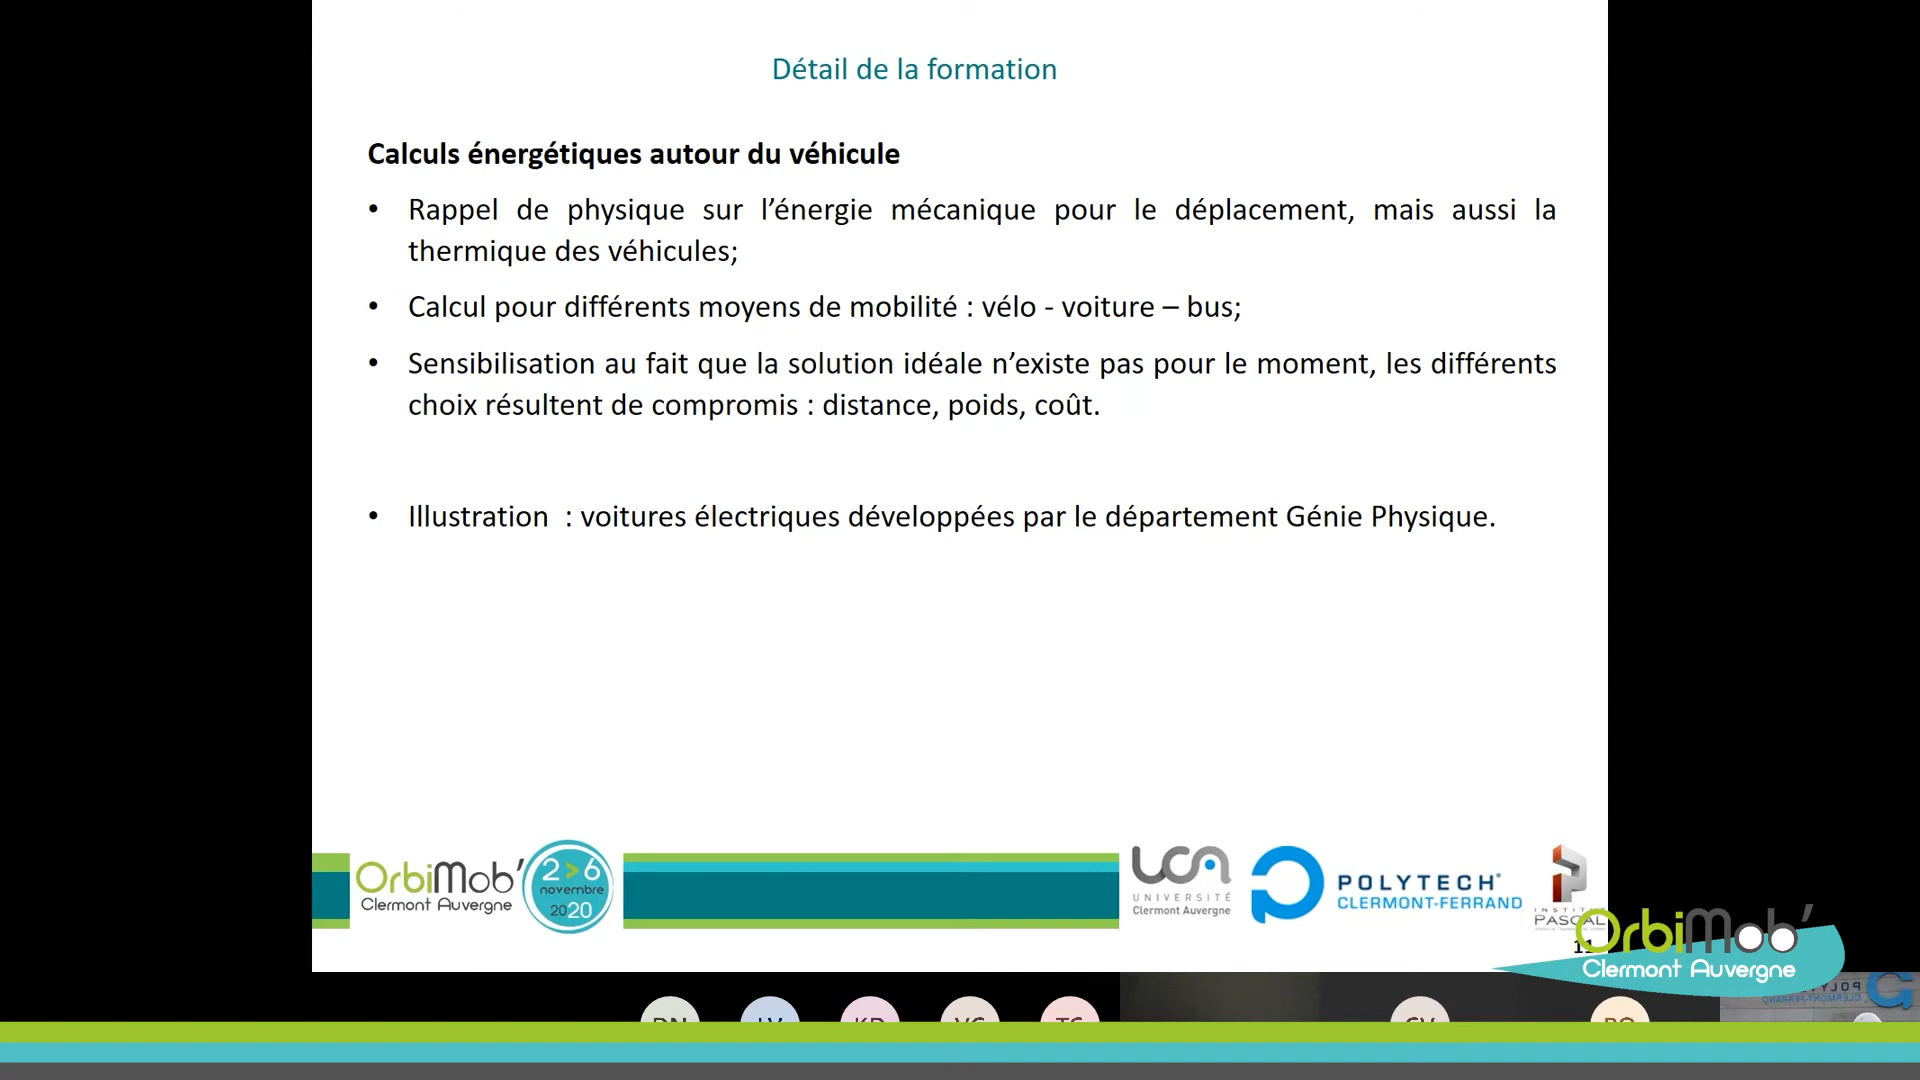 Détail de la formation
Calculs énergétiques autour du véhicule
• Rappel de physique sur l’énergie mécanique pour le déplacement, mais aussi la
thermique des véhicules;
• Calcul pour différents moyens de mobilité : vélo - voiture – bus;
• Sensibilisation au fait que la solution idéale n’existe pas pour le moment, les différents
choix résultent de compromis : distance, poids, coût.
• Illustration  : voitures électriques développées par le département Génie Physique.
OrbiMob’
Clermont Auvergne
2>6
novembre
2020
UCA
UNIVERSITÉ
Clermont Auvergne
POLYTECH
CLERMONT-FERRAND
INSTITUT
PASCAL
11
OrbiMob’
Clermont Auvergne